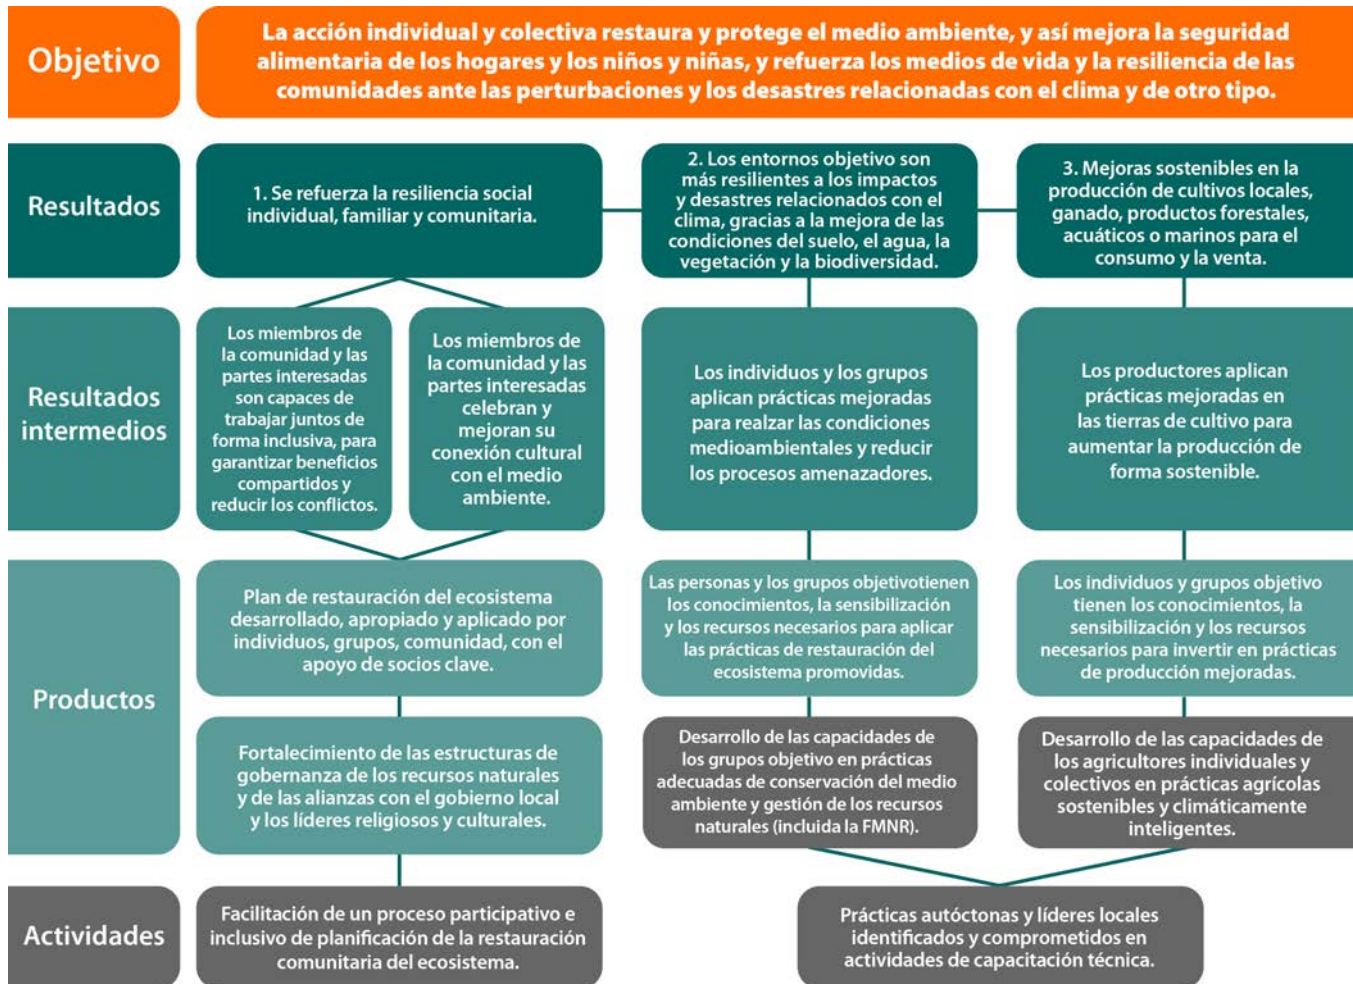 Objetivo
La acción individual y colectiva restaura y protege el medio ambiente, y así mejora la seguridad
alimentaria de los hogares y los niños y niñas, y refuerza los medios de vida y la resiliencia de las
comunidades ante las perturbaciones y los desastres relacionadas con el clima y de otro tipo.
Resultados
1. Se refuerza la resiliencia social
individual, familiar y comunitaria.
2. Los entornos objetivo son
más resilientes a los impactos
y desastres relacionados con el
clima, gracias a la mejora de las
condiciones del suelo, el agua, la
vegetación y la biodiversidad.
3. Mejoras sostenibles en la
producción de cultivos locales,
ganado, productos forestales,
acuáticos o marinos para el
consumo y la venta.
Resultados
intermedios
Los miembros de
la comunidad y las
partes interesadas
son capaces de
trabajar juntos de
forma inclusiva, para
garantizar beneficios
compartidos y
reducir los conflictos.
Los miembros de
la comunidad y las
partes interesadas
celebran y
mejoran su
conexión cultural
con el medio
ambiente.
Los individuos y los grupos
aplican prácticas mejoradas
para realzar las condiciones
medioambientales y reducir
los procesos amenazadores.
Los productores aplican
prácticas mejoradas en
las tierras de cultivo para
aumentar la producción de
forma sostenible.
Productos
Plan de restauración del ecosistema
desarrollado, apropiado y aplicado por
individuos, grupos, comunidad, con el
apoyo de socios clave.
Las personas y los grupos objetivotienen
los conocimientos, la sensibilización
y los recursos necesarios para aplicar
las prácticas de restauración del
ecosistema promovidas.
Los individuos y grupos objetivo
tienen los conocimientos, la
sensibilización y los recursos
necesarios para invertir en prácticas
de producción mejoradas.
Fortalecimiento de las estructuras de
gobernanza de los recursos naturales
y de las alianzas con el gobierno local
y los líderes religiosos y culturales.
Desarrollo de las capacidades de
los grupos objetivo en prácticas
adecuadas de conservación del medio
ambiente y gestión de los recursos
naturales (incluida la FMNR).
Desarrollo de las capacidades de
los agricultores individuales y
colectivos en prácticas agrícolas
sostenibles y climáticamente
inteligentes.
Actividades
Facilitación de un proceso participativo e
inclusivo de planificación de la restauración
comunitaria del ecosistema.
Prácticas autóctonas y líderes locales
identificados y comprometidos en
actividades de capacitación técnica.